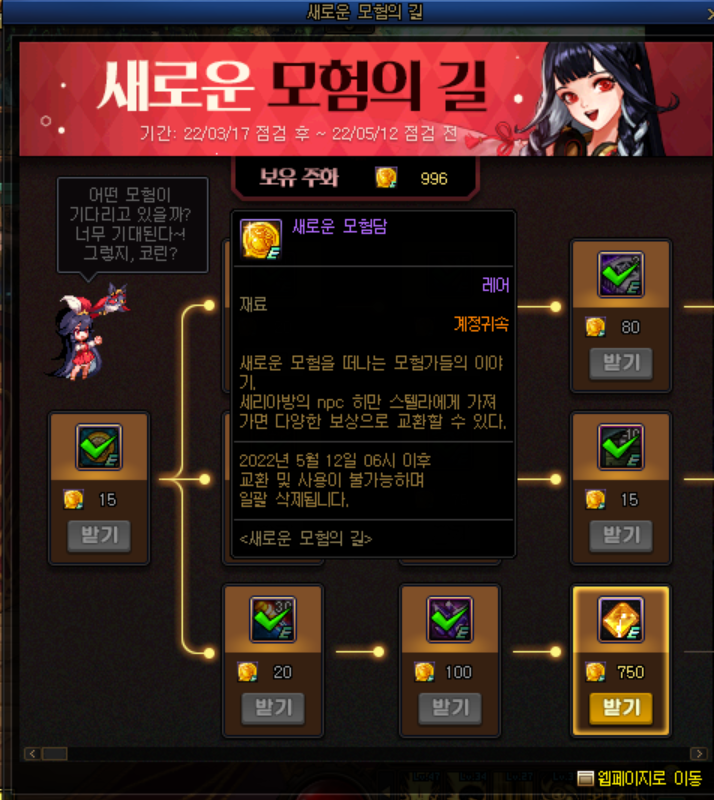 새로운 모험의 길
새로운 모험의 길
기간: 22/03/17 점검 후 ~ 22/05/12 점검 전
보유 주화 996
어떤 모험이
기다리고 있을까?
너무 기대된다~!
그렇지, 코린?
새로운 모험담
레어
재료
계정귀속
새로운 모험을 떠나는 모험가들의 이야
기.
세리아방의 npc 히만 스텔라에게 가져
가면 다양한 보상으로 교환할 수 있다.
2022년 5월 12일 06시 이후
교환 및 사용이 불가능하며
일괄 삭제됩니다.
<새로운 모험의 길>
80
받기
15
받기
15
받기
20
받기
100
받기
750
받기
웹페이지로 이동